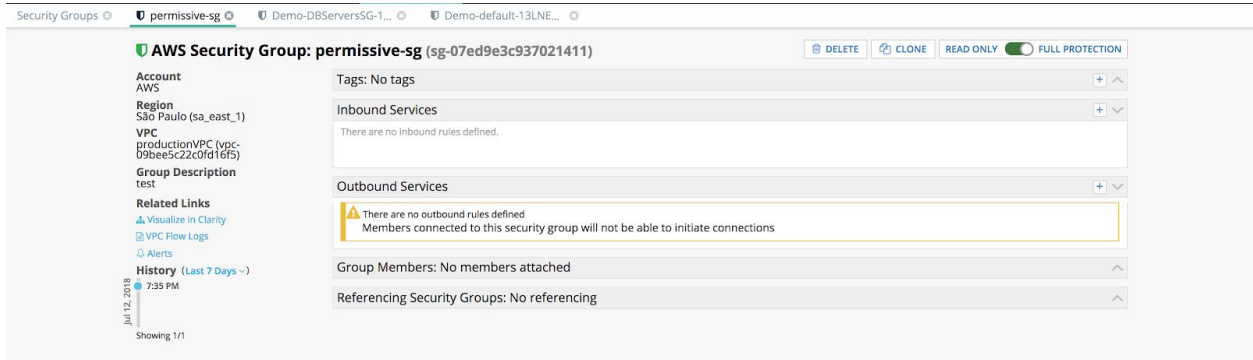 Security Groups
permissive-sg
Demo-DBServersSG-1...
Demo-default-13LNE...
AWS Security Group: permissive-sg (sg-07ed9e3c937021411)
DELETE
CLONE
READ ONLY
FULL PROTECTION
Account
AWS
Region
São Paulo (sa_east_1)
VPC
productionVPC (vpc-
09bee5c22c0fd16f5)
Group Description
test
Related Links
Visualize in Clarity
VPC Flow Logs
Alerts
History (Last 7 Days)
Jul 12, 2018
7:35 PM
Showing 1/1
Tags: No tags
Inbound Services
There are no inbound rules defined.
Outbound Services
There are no outbound rules defined
Members connected to this security group will not be able to initiate connections
Group Members: No members attached
Referencing Security Groups: No referencing